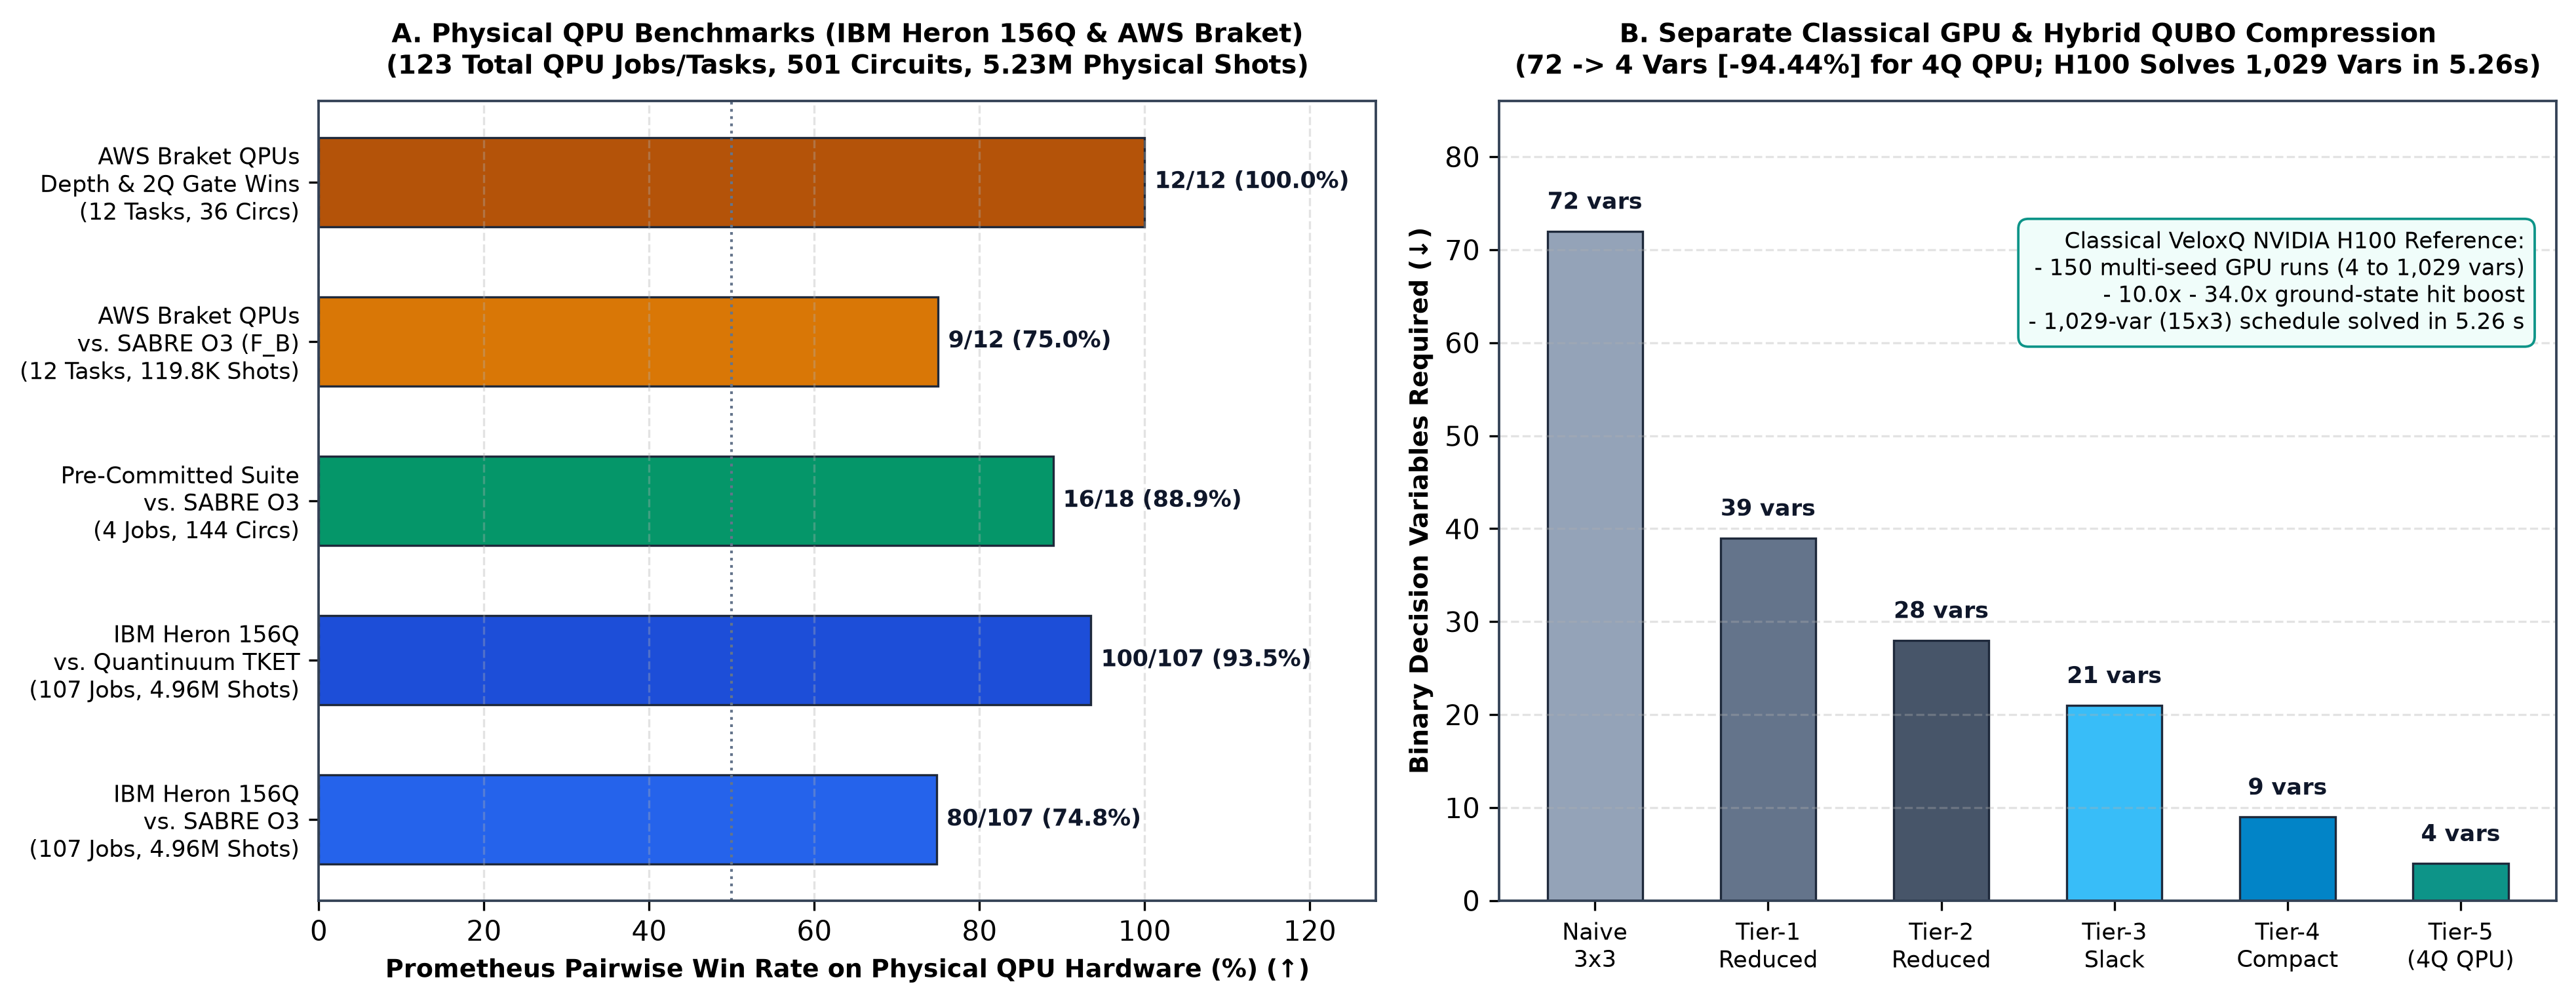 A. Physical QPU Benchmarks (IBM Heron 156Q & AWS Braket)
(123 Total QPU Jobs/Tasks, 501 Circuits, 5.23M Physical Shots)
AWS Braket QPUs
Depth & 2Q Gate Wins
(12 Tasks, 36 Circs)
12/12 (100.0%)
AWS Braket QPUs
vs. SABRE O3 (F_B)
(12 Tasks, 119.8K Shots)
9/12 (75.0%)
Pre-Committed Suite
vs. SABRE O3
(4 Jobs, 144 Circs)
16/18 (88.9%)
IBM Heron 156Q
vs. Quantinuum TKET
(107 Jobs, 4.96M Shots)
100/107 (93.5%)
IBM Heron 156Q
vs. SABRE O3
(107 Jobs, 4.96M Shots)
80/107 (74.8%)
0 20 40 60 80 100 120
Prometheus Pairwise Win Rate on Physical QPU Hardware (%) (↑)
B. Separate Classical GPU & Hybrid QUBO Compression
(72 -> 4 Vars [-94.44%] for 4Q QPU; H100 Solves 1,029 Vars in 5.26s)
Binary Decision Variables Required (↓)
80
70
60
50
40
30
20
10
0
72 vars
39 vars
28 vars
21 vars
9 vars
4 vars
Classical VeloxQ NVIDIA H100 Reference:
- 150 multi-seed GPU runs (4 to 1,029 vars)
- 10.0x - 34.0x ground-state hit boost
- 1,029-var (15x3) schedule solved in 5.26 s
Naive
3x3
Tier-1
Reduced
Tier-2
Reduced
Tier-3
Slack
Tier-4
Compact
Tier-5
(4Q QPU)